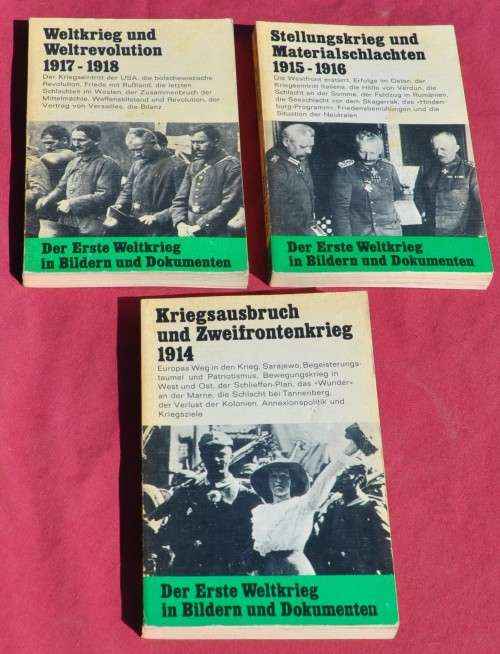 Weltkrieg und
Weltrevolution
1917-1918
Der Kriegseintritt der USA, die bolschewistische
Revolution, Friede mit Rußland, die letzten
Schlachten im Westen, der Zusammenbruch der
Mittelmächte, Waffenstillstand und Revolution, der
Vertrag von Versailles, die Bilanz
Der Erste Weltkrieg
in Bildern und Dokumenten
Stellungskrieg und
Materialschlachten
1915-1916
Die Westfront erstarrt, Erfolge im Osten, der
Kriegseintritt Italiens, die Hölle von Verdun, die
Schlacht an der Somme, der Feldzug in Rumänien,
die Seeschlacht vor dem Skagerrak, das »Hinden-
burg-Programm«, Friedensbemühungen und die
Situation der Neutralen
Der Erste Weltkrieg
in Bildern und Dokumenten
Kriegsausbruch
und Zweifrontenkrieg
1914
Europas Weg in den Krieg, Sarajewo, Begeisterungs-
taumel und Patriotismus, Bewegungskrieg in
West und Ost, der Schlieffen-Plan, das »Wunder«
an der Marne, die Schlacht bei Tannenberg,
der Verlust der Kolonien, Annexionspolitik und
Kriegsziele
Der Erste Weltkrieg
in Bildern und Dokumenten